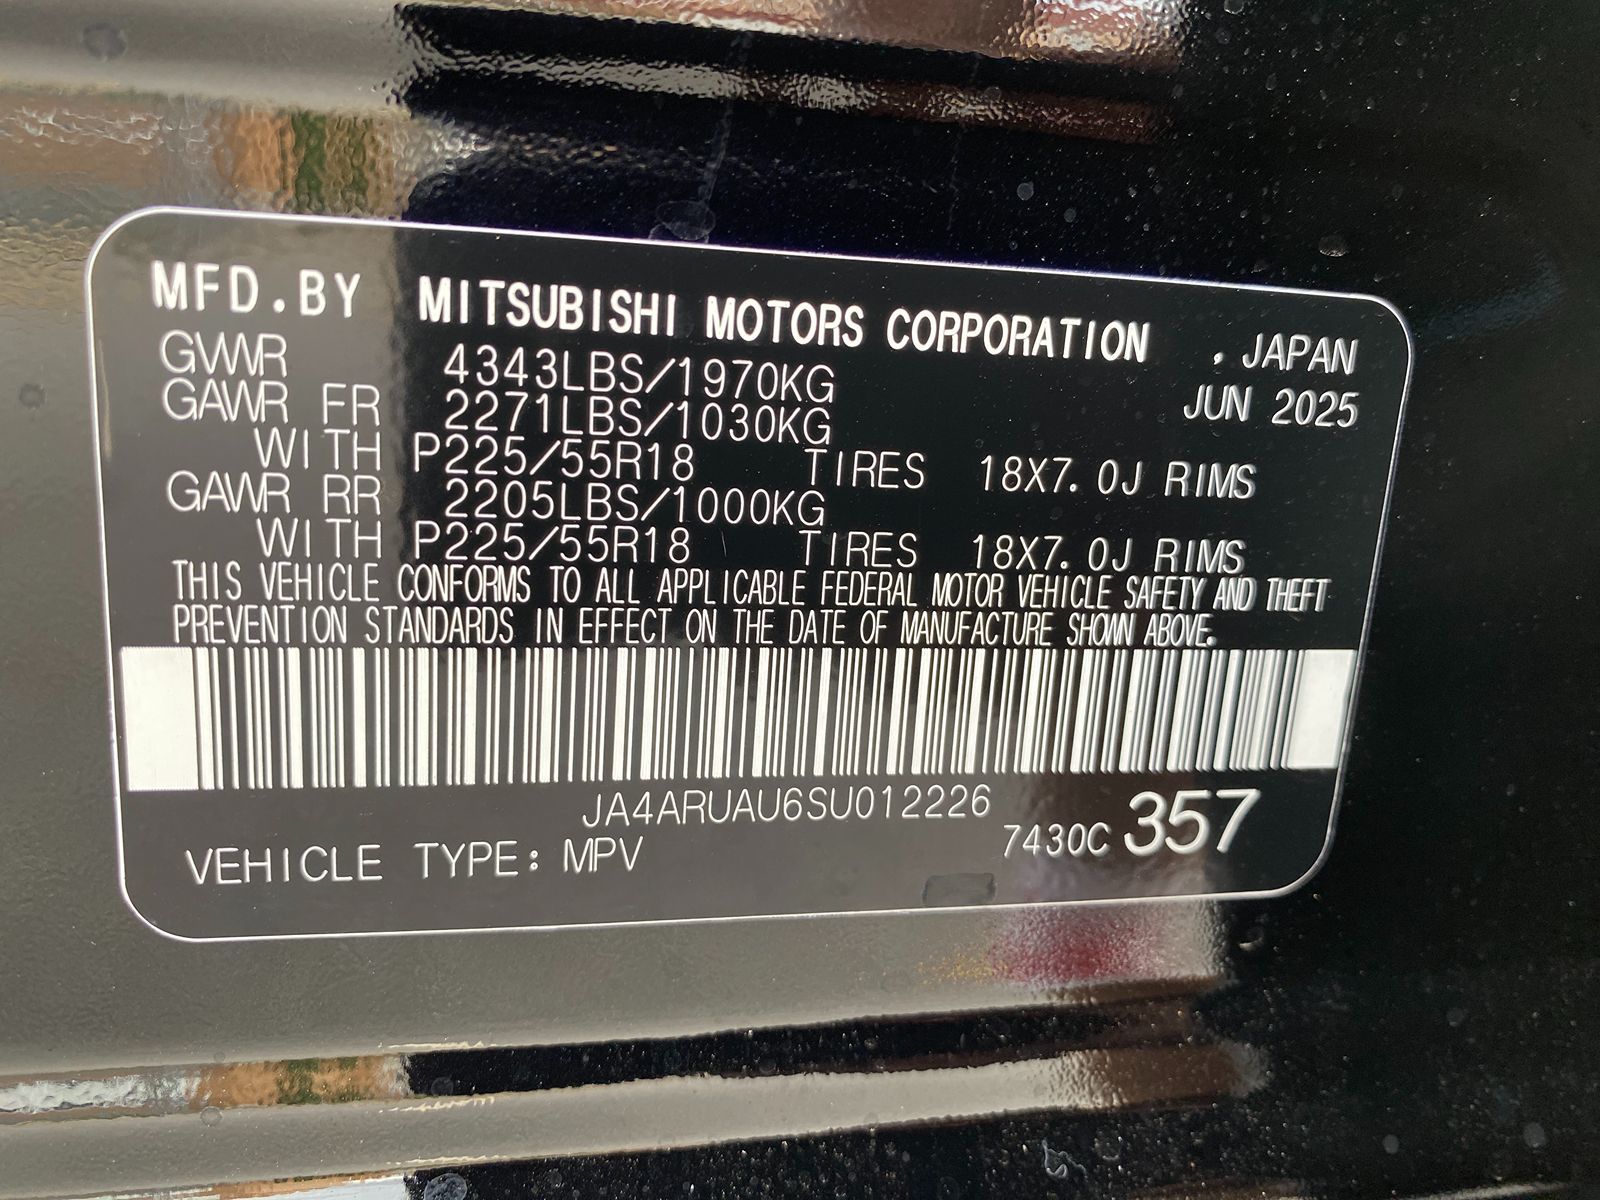 MFD.BY MITSUBISHI MOTORS CORPORATION , JAPAN
GVWR 4343LBS/1970KG JUN 2025
GAWR FR 2271LBS/1030KG
WITH P225/55R18 TIRES 18X7.0J RIMS
GAWR RR 2205LBS/1000KG
WITH P225/55R18 TIRES 18X7.0J RIMS
THIS VEHICLE CONFORMS TO ALL APPLICABLE FEDERAL MOTOR VEHICLE SAFETY AND THEFT
PREVENTION STANDARDS IN EFFECT ON THE DATE OF MANUFACTURE SHOWN ABOVE.
JA4ARUAU6SU012226
VEHICLE TYPE: MPV 7430C 357